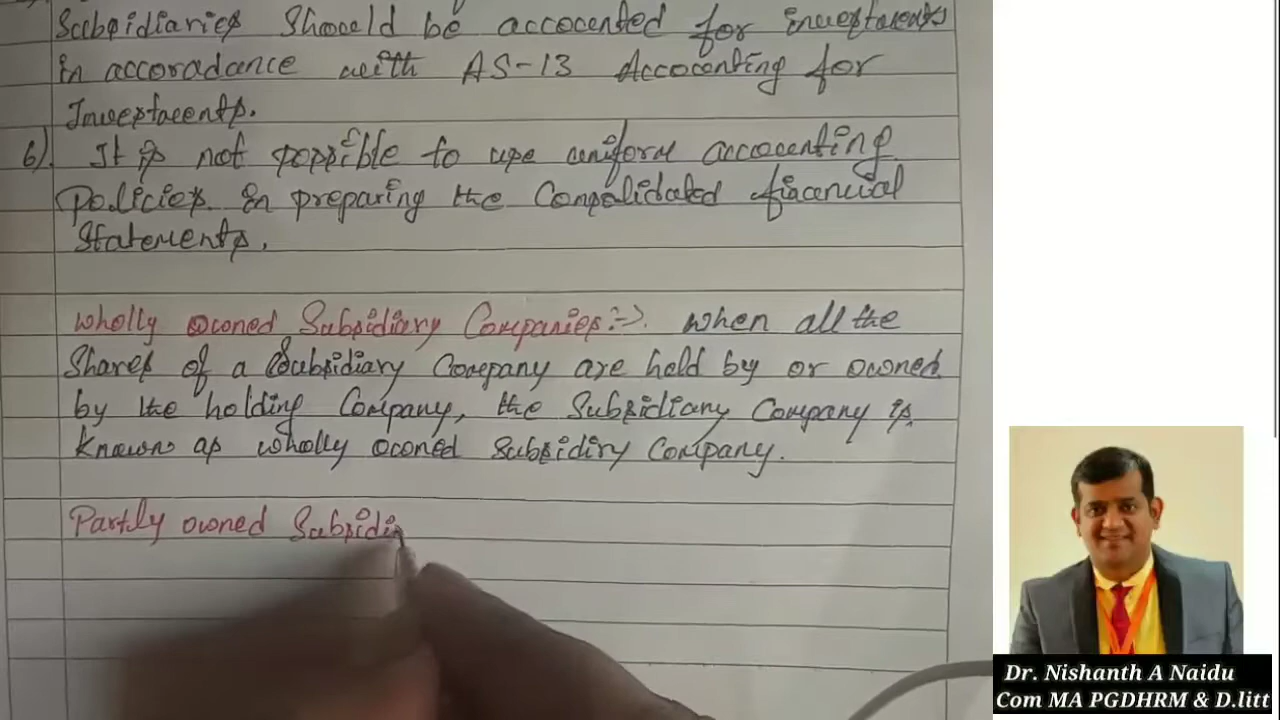 Subsidiaries Should be accounted for investments
in accoradance with AS-13 Accounting for
Investments.
6) It is not possible to use uniform accounting
Policies in preparing the Consolidated financial
Statements.
Wholly owned Subsidiary Companies:- When all the
Shares of a Subsidiary Company are held by or owned
by the holding Company, the Subsidiary Company is
known as wholly owned Subsidiry Company.
Partly owned Subsidi
Dr. Nishanth A Naidu
Com MA PGDHRM & D.litt